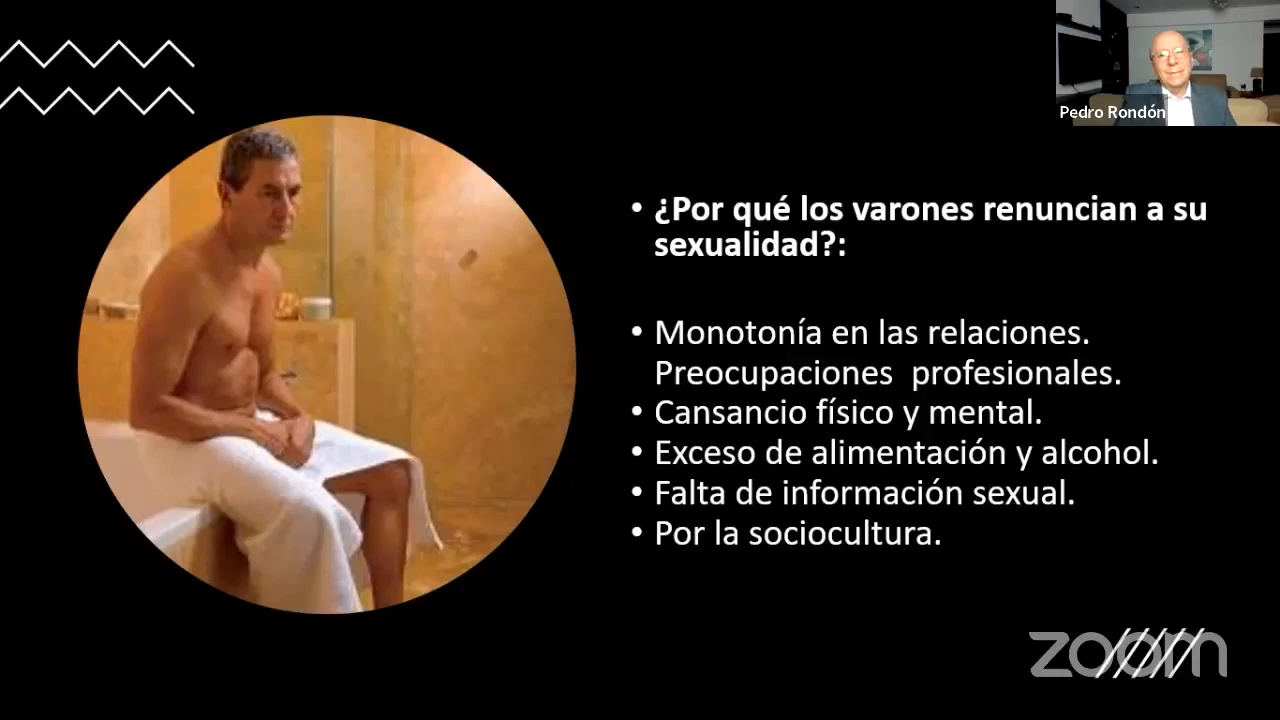 Pedro Rondón
• ¿Por qué los varones renuncian a su
sexualidad?:
• Monotonía en las relaciones.
Preocupaciones  profesionales.
• Cansancio físico y mental.
• Exceso de alimentación y alcohol.
• Falta de información sexual.
• Por la sociocultura.
zoom